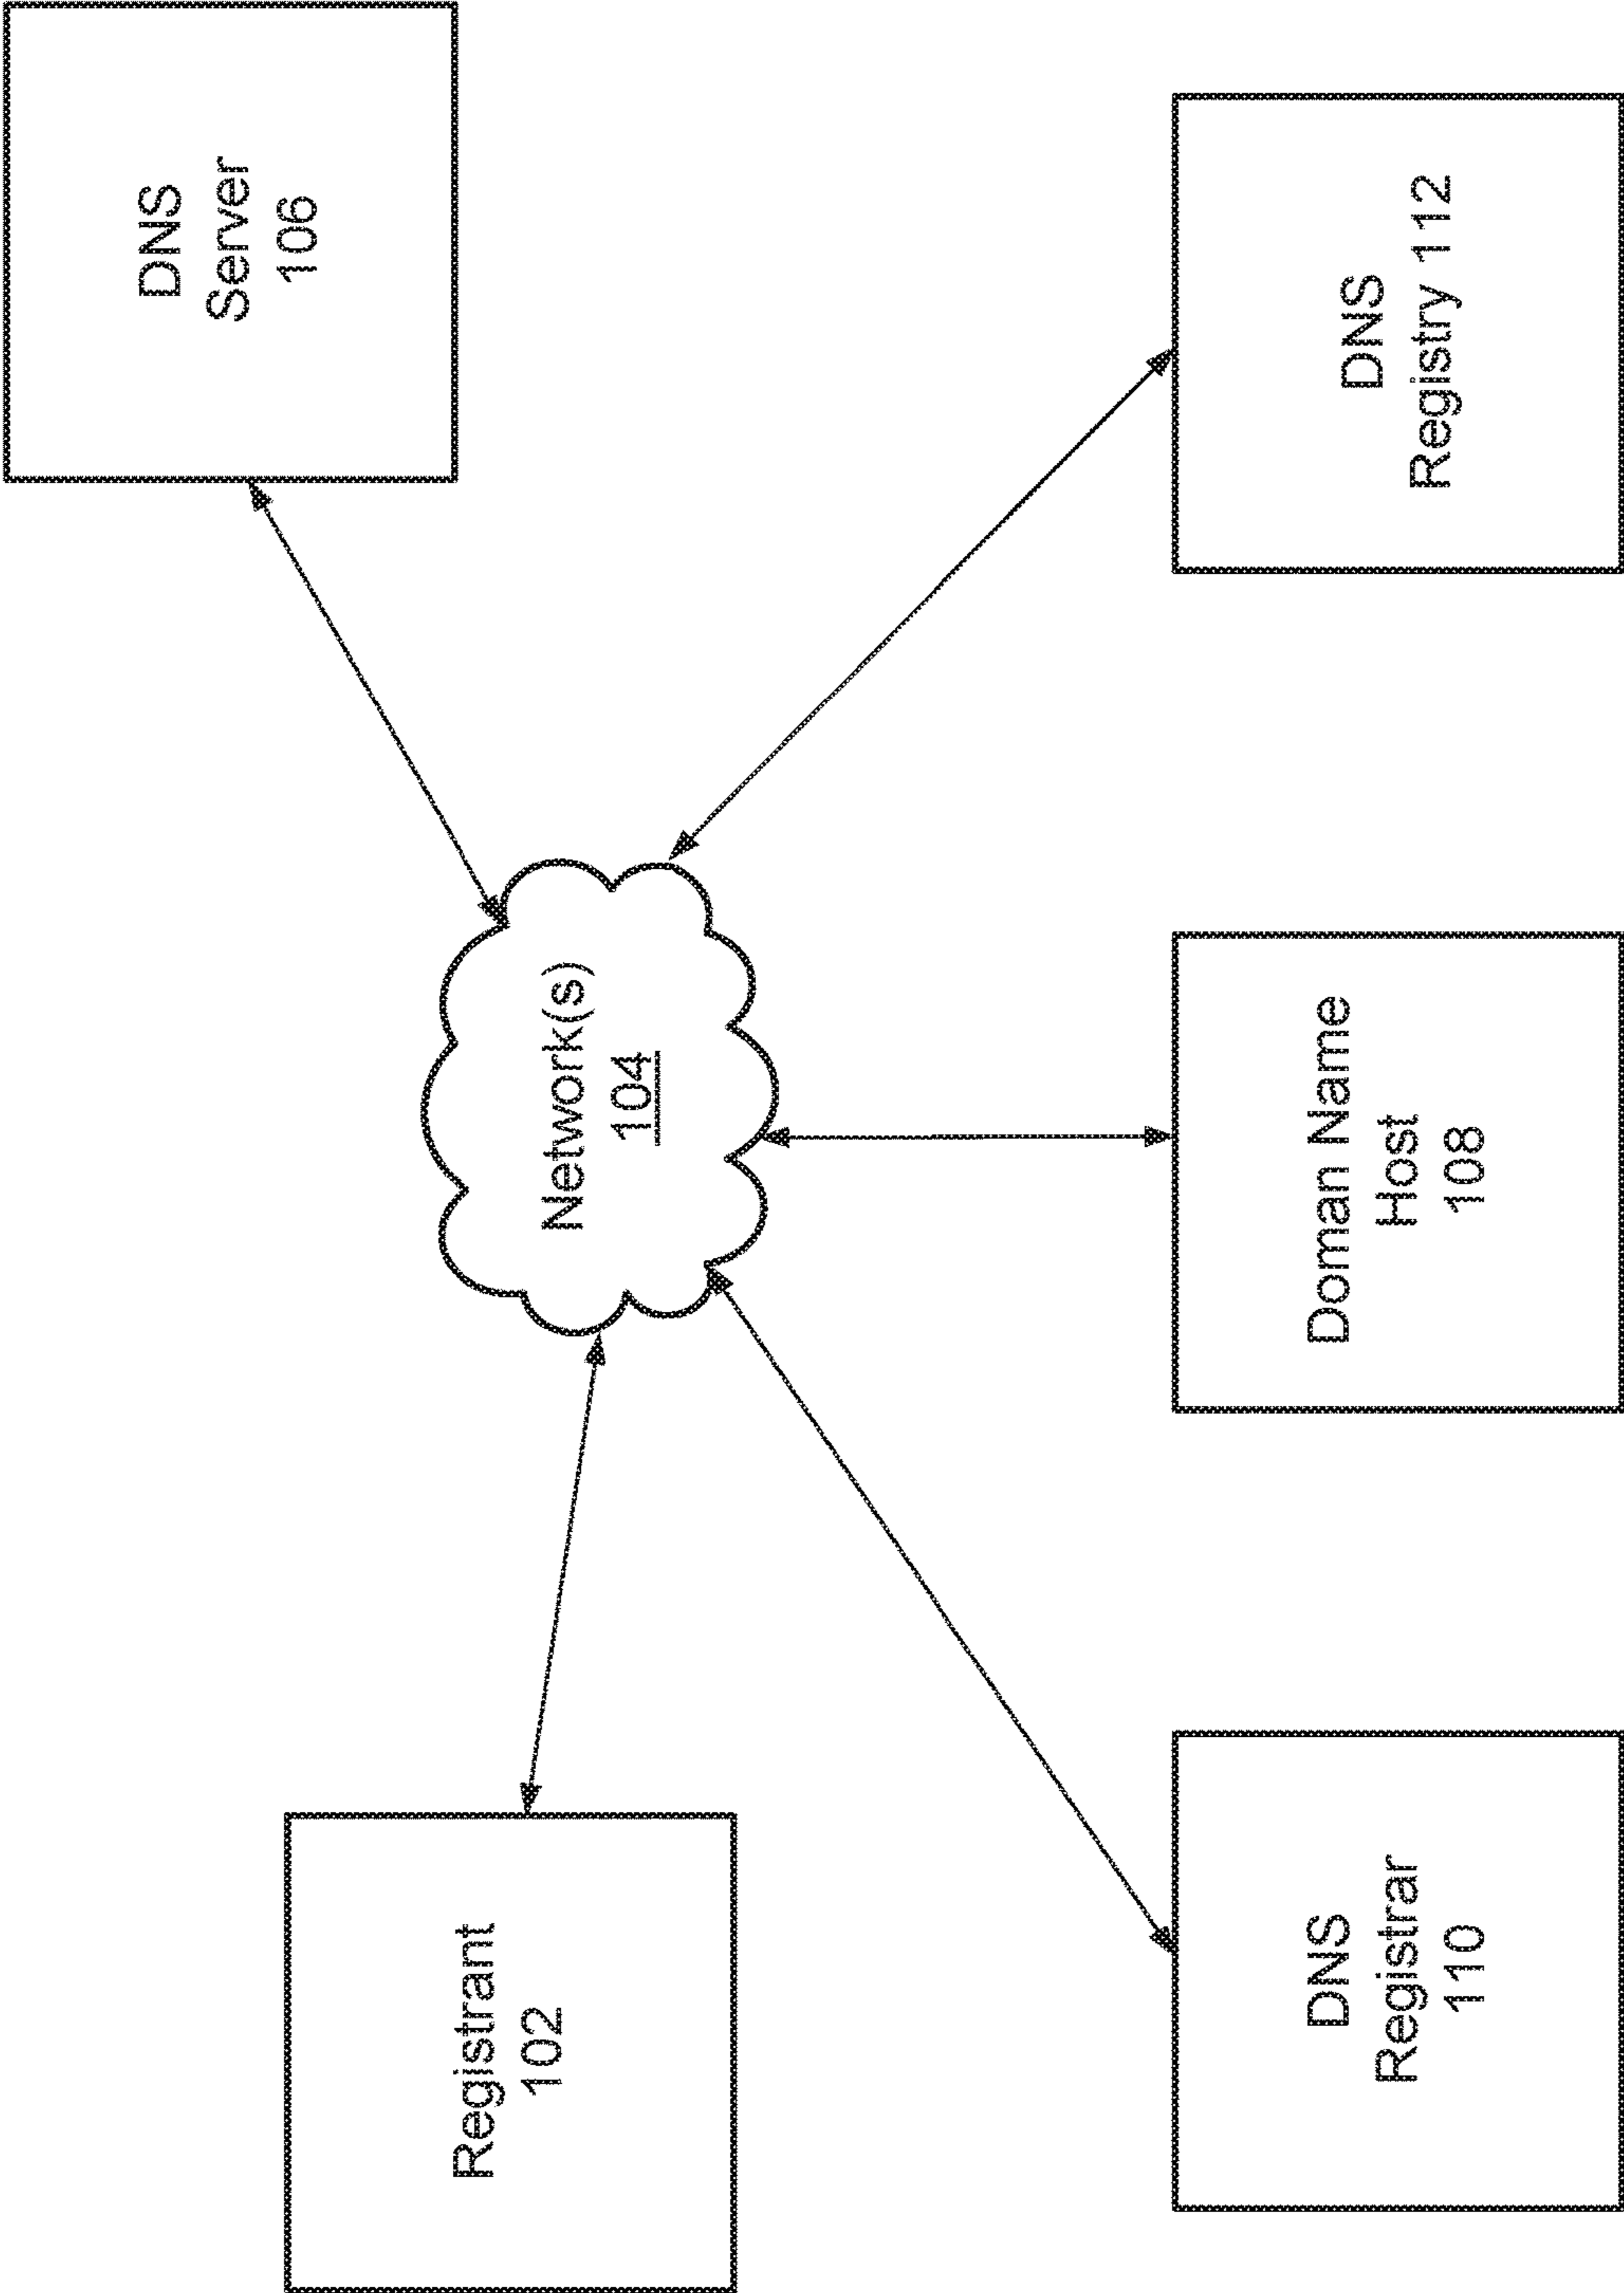 Registrant
102
Network(s)
104
DNS
Server
106
DNS
Registrar
110
Doman Name
Host
108
DNS
Registry 112